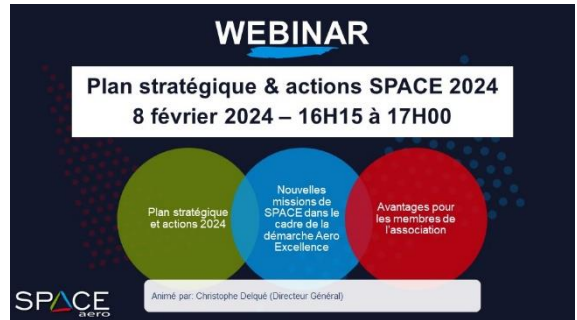 WEBINAR
Plan stratégique & actions SPACE 2024
8 février 2024 – 16H15 à 17H00
Plan stratégique
et actions 2024
Nouvelles
missions de
SPACE dans le
cadre de la
démarche Aero
Excellence
Avantages pour
les membres de
l'association
Animé par: Christophe Delqué (Directeur Général)
SPACE
aero